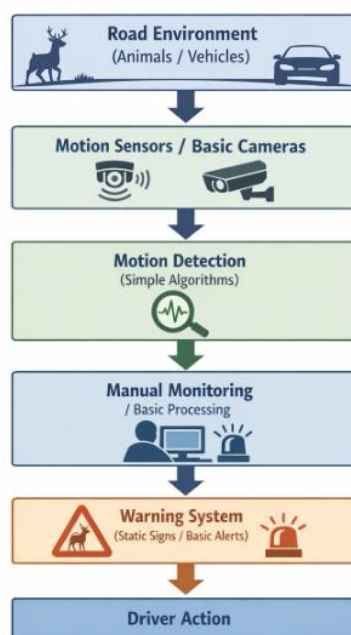 Road Environment
(Animals / Vehicles)
Motion Sensors / Basic Cameras
Motion Detection
(Simple Algorithms)
Manual Monitoring
/ Basic Processing
Warning System
(Static Signs / Basic Alerts)
Driver Action